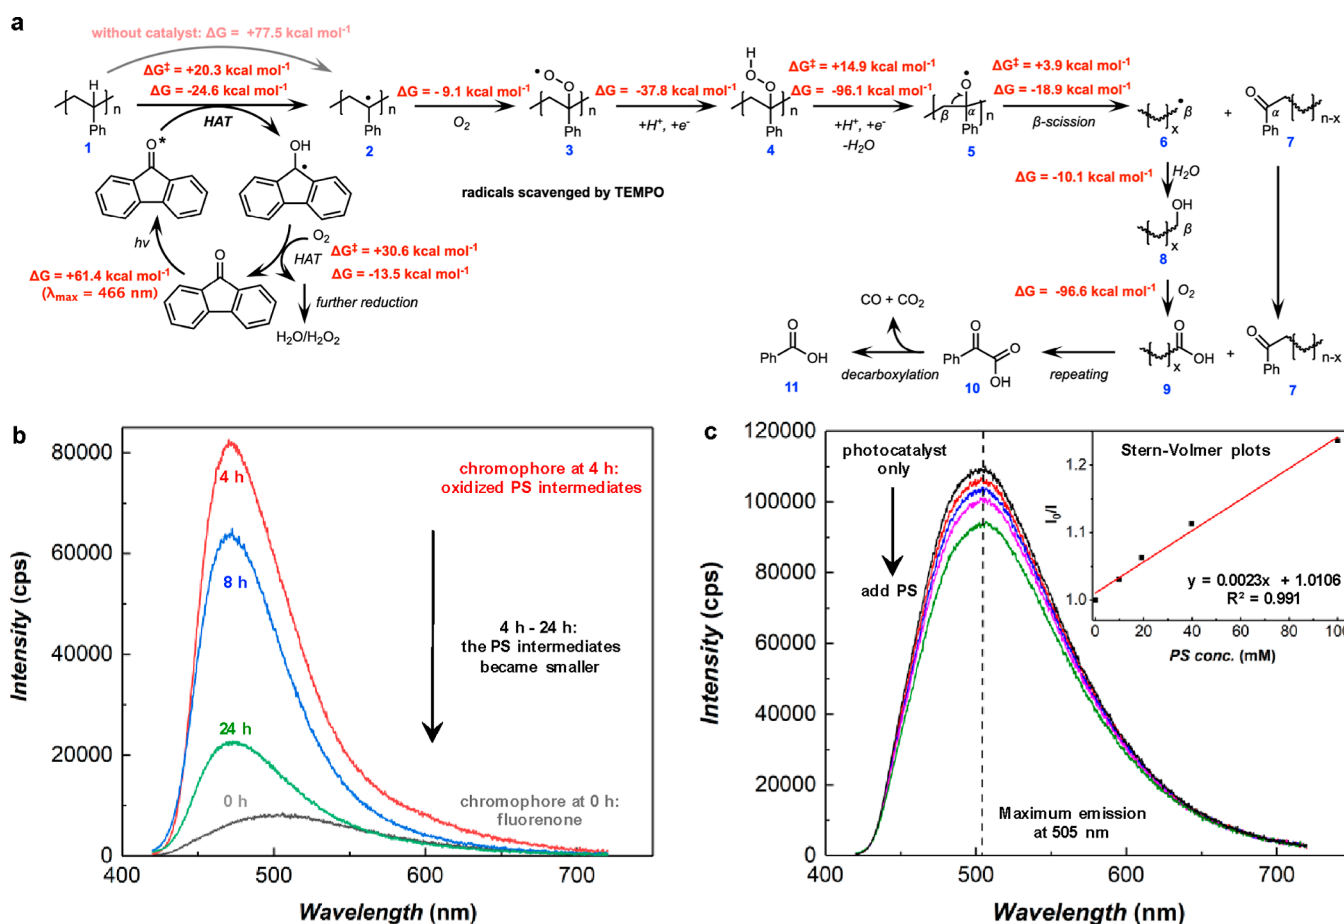 a
without catalyst: ΔG = +77.5 kcal mol⁻¹
ΔG‡ = +20.3 kcal mol⁻¹
ΔG = -24.6 kcal mol⁻¹
HAT
H
n
Ph
1
n
Ph
2
ΔG = - 9.1 kcal mol⁻¹
O₂
O
O
n
Ph
3
ΔG = -37.8 kcal mol⁻¹
+H⁺, +e⁻
H
O
O
n
Ph
4
ΔG‡ = +14.9 kcal mol⁻¹
ΔG = -96.1 kcal mol⁻¹
+H⁺, +e⁻
-H₂O
O
β
α
n
Ph
5
ΔG‡ = +3.9 kcal mol⁻¹
ΔG = -18.9 kcal mol⁻¹
β-scission
β
x
6
+
O
α
Ph
n-x
7
O
*
OH
radicals scavenged by TEMPO
hν
O
O₂
HAT
ΔG‡ = +30.6 kcal mol⁻¹
ΔG = -13.5 kcal mol⁻¹
ΔG = +61.4 kcal mol⁻¹
(λmax = 466 nm)
further reduction
H₂O/H₂O₂
ΔG = -10.1 kcal mol⁻¹
H₂O
OH
β
x
8
ΔG = -96.6 kcal mol⁻¹
O₂
O
OH
x
9
+
O
Ph
n-x
7
repeating
O
Ph
O
OH
10
CO + CO₂
decarboxylation
O
Ph
OH
11
b
80000
60000
40000
20000
0
400
500
600
700
Intensity (cps)
Wavelength (nm)
4 h
8 h
24 h
0 h
chromophore at 4 h:
oxidized PS intermediates
4 h - 24 h:
the PS intermediates
became smaller
chromophore at 0 h:
fluorenone
c
120000
100000
80000
60000
40000
20000
0
400
500
600
700
Intensity (cps)
Wavelength (nm)
photocatalyst
only
add PS
Maximum emission
at 505 nm
Stern-Volmer plots
1.2
1.1
1.0
I₀/I
y = 0.0023x + 1.0106
R² = 0.991
0
20
40
60
80
100
PS conc. (mM)